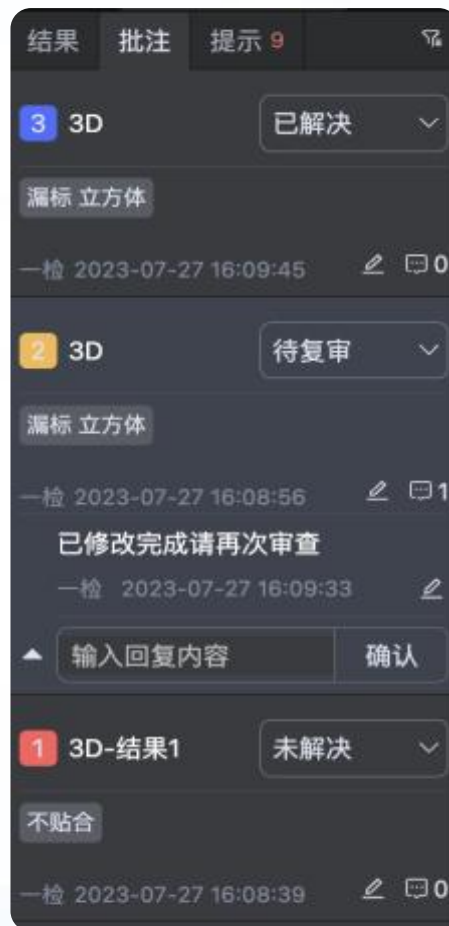 结果 批注 提示 9
3 3D 已解决
漏标 立方体
一检 2023-07-27 16:09:45 0
2 3D 待复审
漏标 立方体
一检 2023-07-27 16:08:56 1
已修改完成请再次审查
一检 2023-07-27 16:09:33
输入回复内容 确认
1 3D-结果1 未解决
不贴合
一检 2023-07-27 16:08:39 0